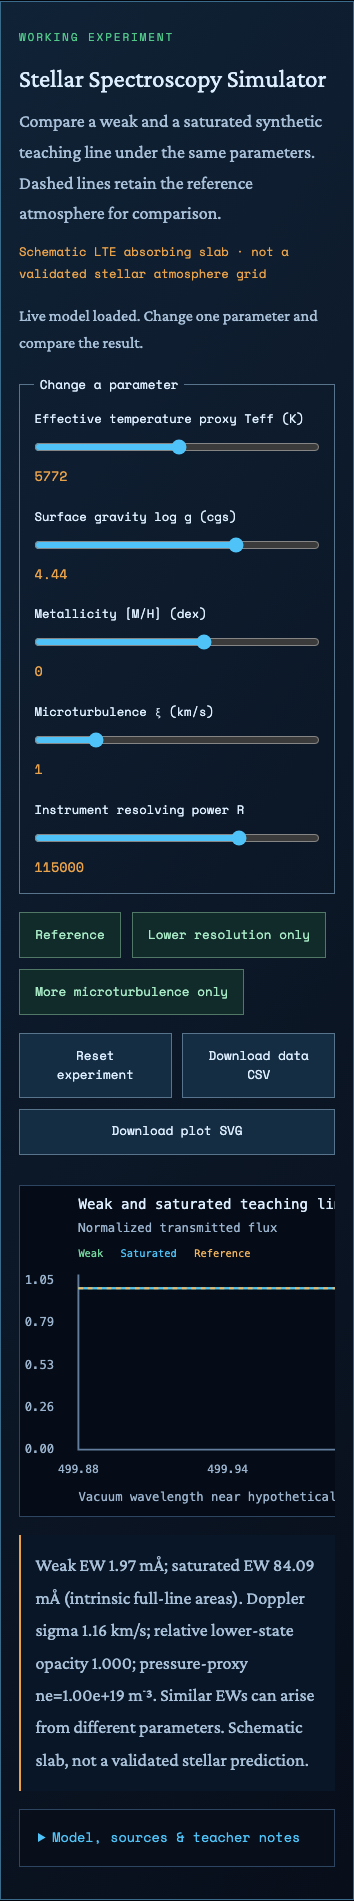 WORKING EXPERIMENT
Stellar Spectroscopy Simulator
Compare a weak and a saturated synthetic
teaching line under the same parameters.
Dashed lines retain the reference
atmosphere for comparison.
Schematic LTE absorbing slab · not a
validated stellar atmosphere grid
Live model loaded. Change one parameter and
compare the result.
Change a parameter
Effective temperature proxy Teff (K)
5772
Surface gravity log g (cgs)
4.44
Metallicity [M/H] (dex)
0
Microturbulence ξ (km/s)
1
Instrument resolving power R
115000
Reference
Lower resolution only
More microturbulence only
Reset
experiment
Download data
CSV
Download plot SVG
Weak and saturated teaching li
Normalized transmitted flux
Weak Saturated Reference
1.05
0.79
0.53
0.26
0.00
499.88 499.94
Vacuum wavelength near hypothetical
Weak EW 1.97 mÅ; saturated EW 84.09
mÅ (intrinsic full-line areas). Doppler
sigma 1.16 km/s; relative lower-state
opacity 1.000; pressure-proxy
ne=1.00e+19 m⁻³. Similar EWs can arise
from different parameters. Schematic
slab, not a validated stellar prediction.
▶ Model, sources & teacher notes